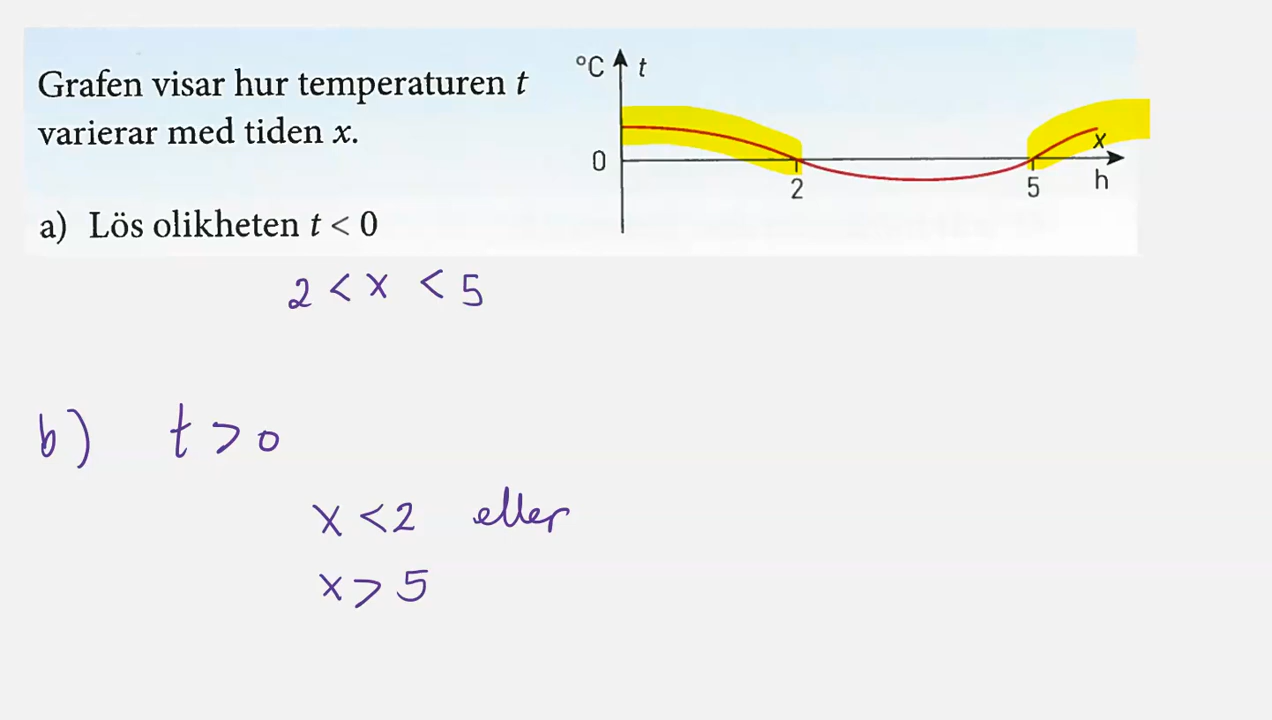 Grafen visar hur temperaturen t
varierar med tiden x.
a) Lös olikheten t < 0
°C t
0
2
5
x
h
2 < x < 5
b) t > 0
x < 2 eller
x > 5